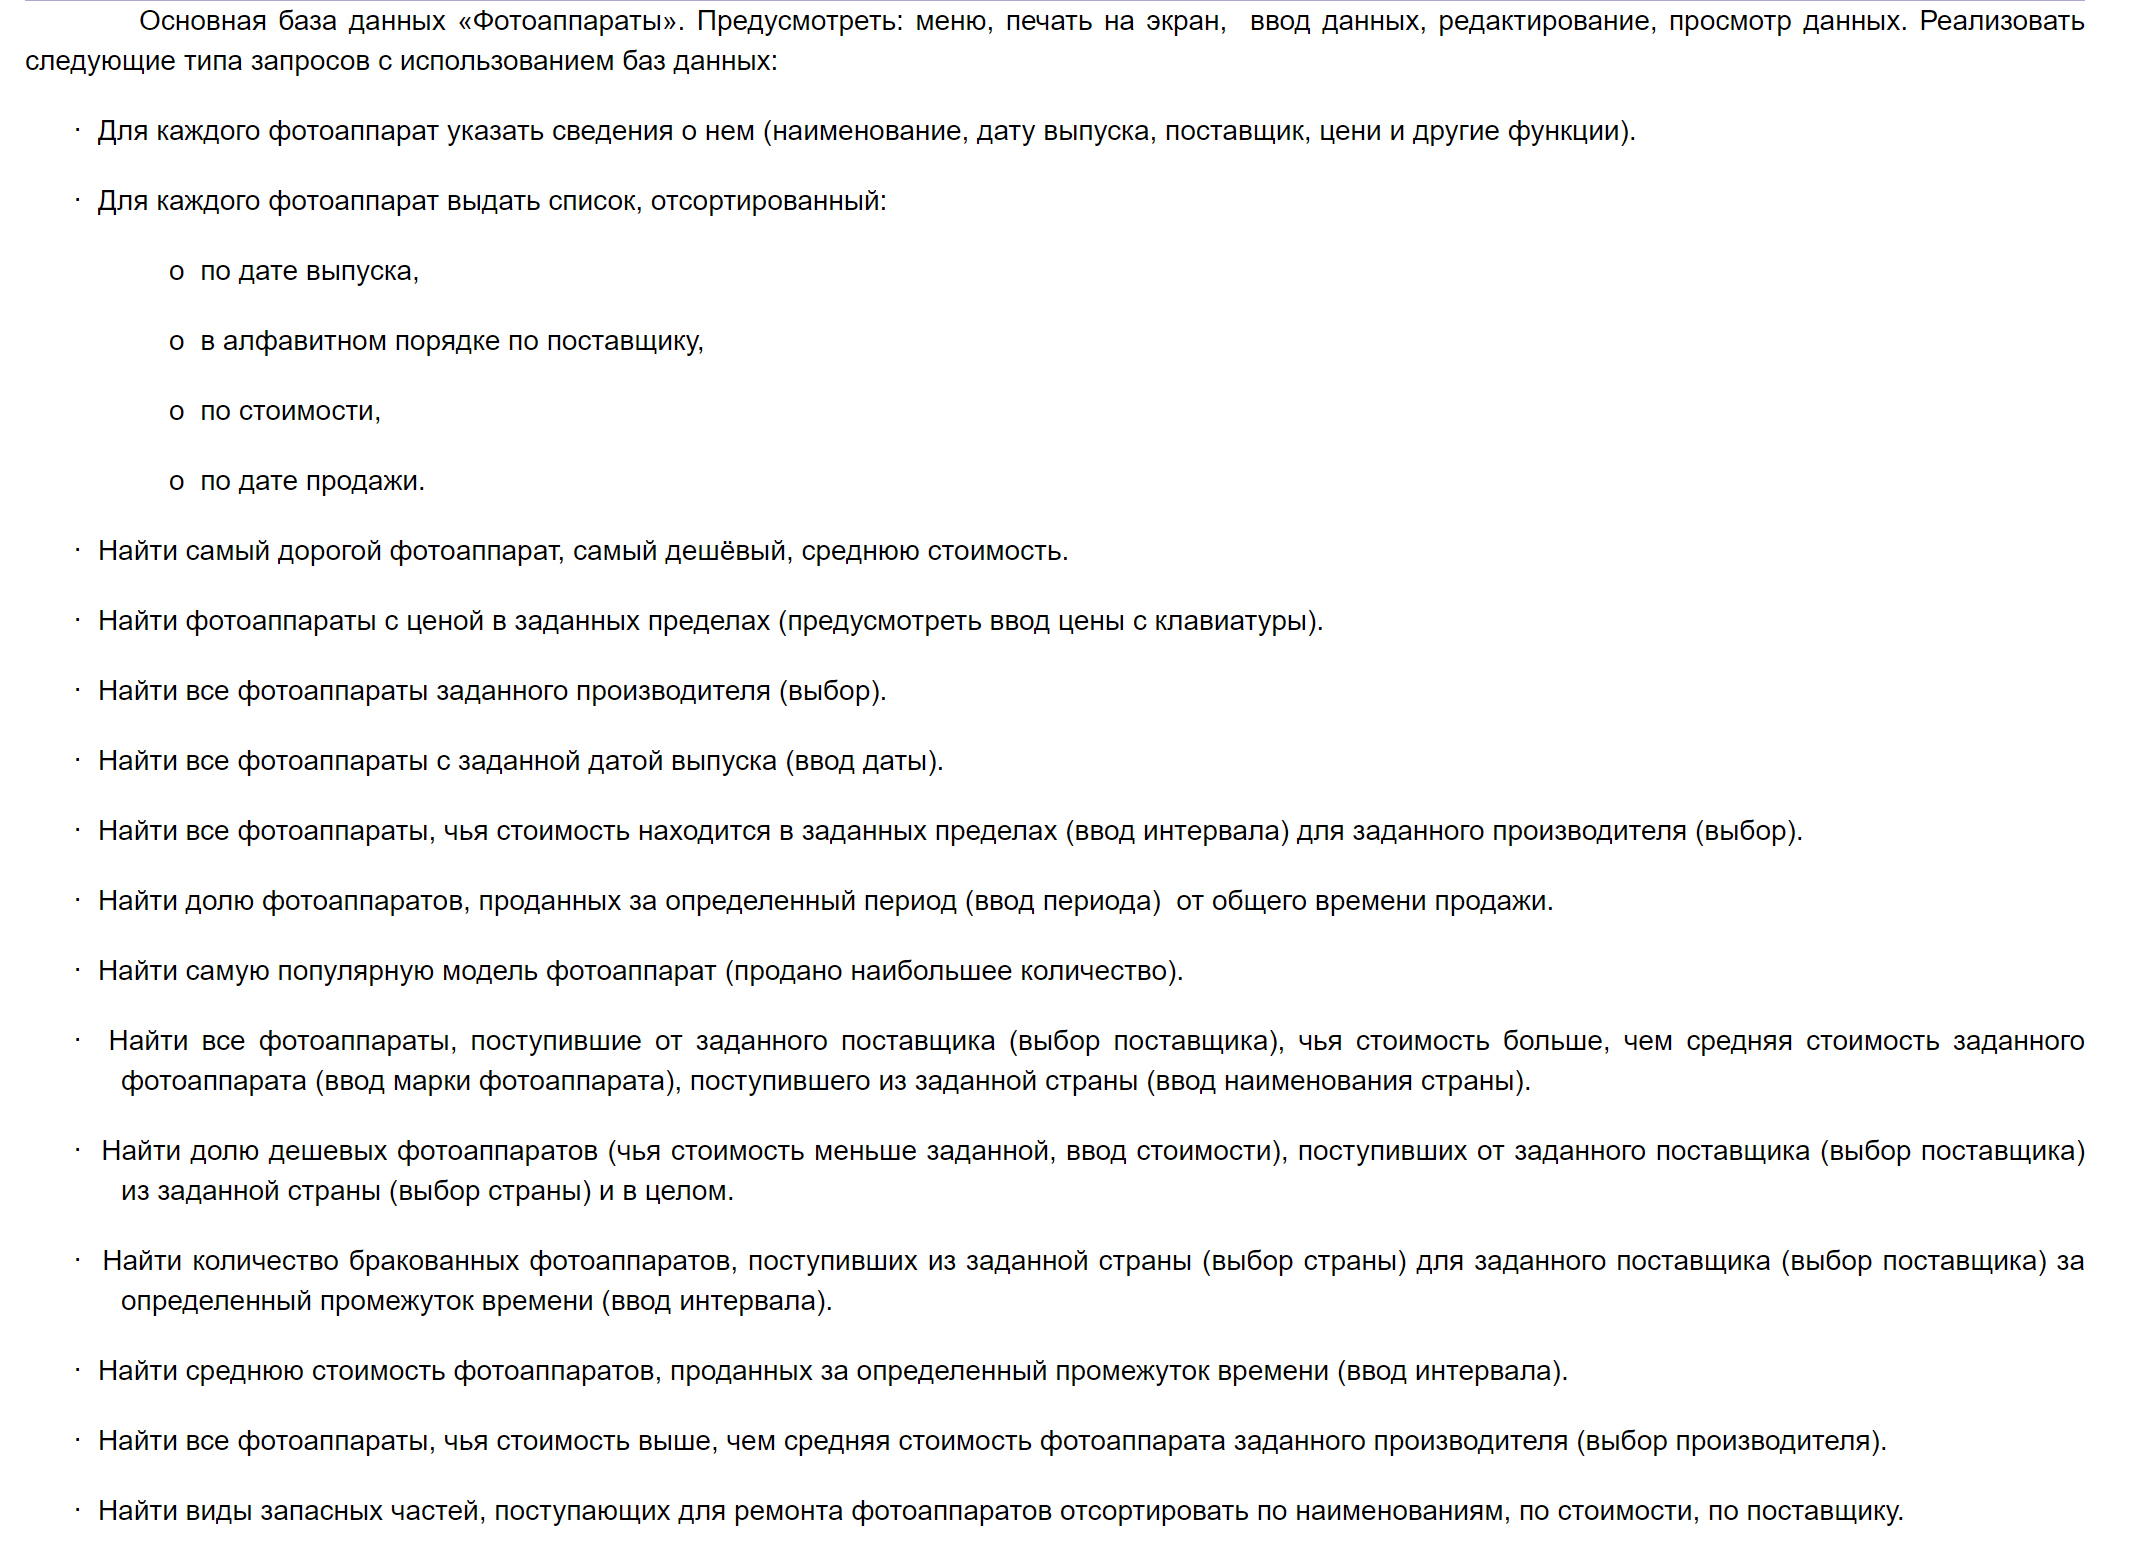 Основная база данных «Фотоаппараты». Предусмотреть: меню, печать на экран, ввод данных, редактирование, просмотр данных. Реализовать
следующие типа запросов с использованием баз данных:
· Для каждого фотоаппарат указать сведения о нем (наименование, дату выпуска, поставщик, цени и другие функции).
· Для каждого фотоаппарат выдать список, отсортированный:
o по дате выпуска,
o в алфавитном порядке по поставщику,
o по стоимости,
o по дате продажи.
· Найти самый дорогой фотоаппарат, самый дешёвый, среднюю стоимость.
· Найти фотоаппараты с ценой в заданных пределах (предусмотреть ввод цены с клавиатуры).
· Найти все фотоаппараты заданного производителя (выбор).
· Найти все фотоаппараты с заданной датой выпуска (ввод даты).
· Найти все фотоаппараты, чья стоимость находится в заданных пределах (ввод интервала) для заданного производителя (выбор).
· Найти долю фотоаппаратов, проданных за определенный период (ввод периода) от общего времени продажи.
· Найти самую популярную модель фотоаппарат (продано наибольшее количество).
· Найти все фотоаппараты, поступившие от заданного поставщика (выбор поставщика), чья стоимость больше, чем средняя стоимость заданного
фотоаппарата (ввод марки фотоаппарата), поступившего из заданной страны (ввод наименования страны).
· Найти долю дешевых фотоаппаратов (чья стоимость меньше заданной, ввод стоимости), поступивших от заданного поставщика (выбор поставщика)
из заданной страны (выбор страны) и в целом.
· Найти количество бракованных фотоаппаратов, поступивших из заданной страны (выбор страны) для заданного поставщика (выбор поставщика) за
определенный промежуток времени (ввод интервала).
· Найти среднюю стоимость фотоаппаратов, проданных за определенный промежуток времени (ввод интервала).
· Найти все фотоаппараты, чья стоимость выше, чем средняя стоимость фотоаппарата заданного производителя (выбор производителя).
· Найти виды запасных частей, поступающих для ремонта фотоаппаратов отсортировать по наименованиям, по стоимости, по поставщику.